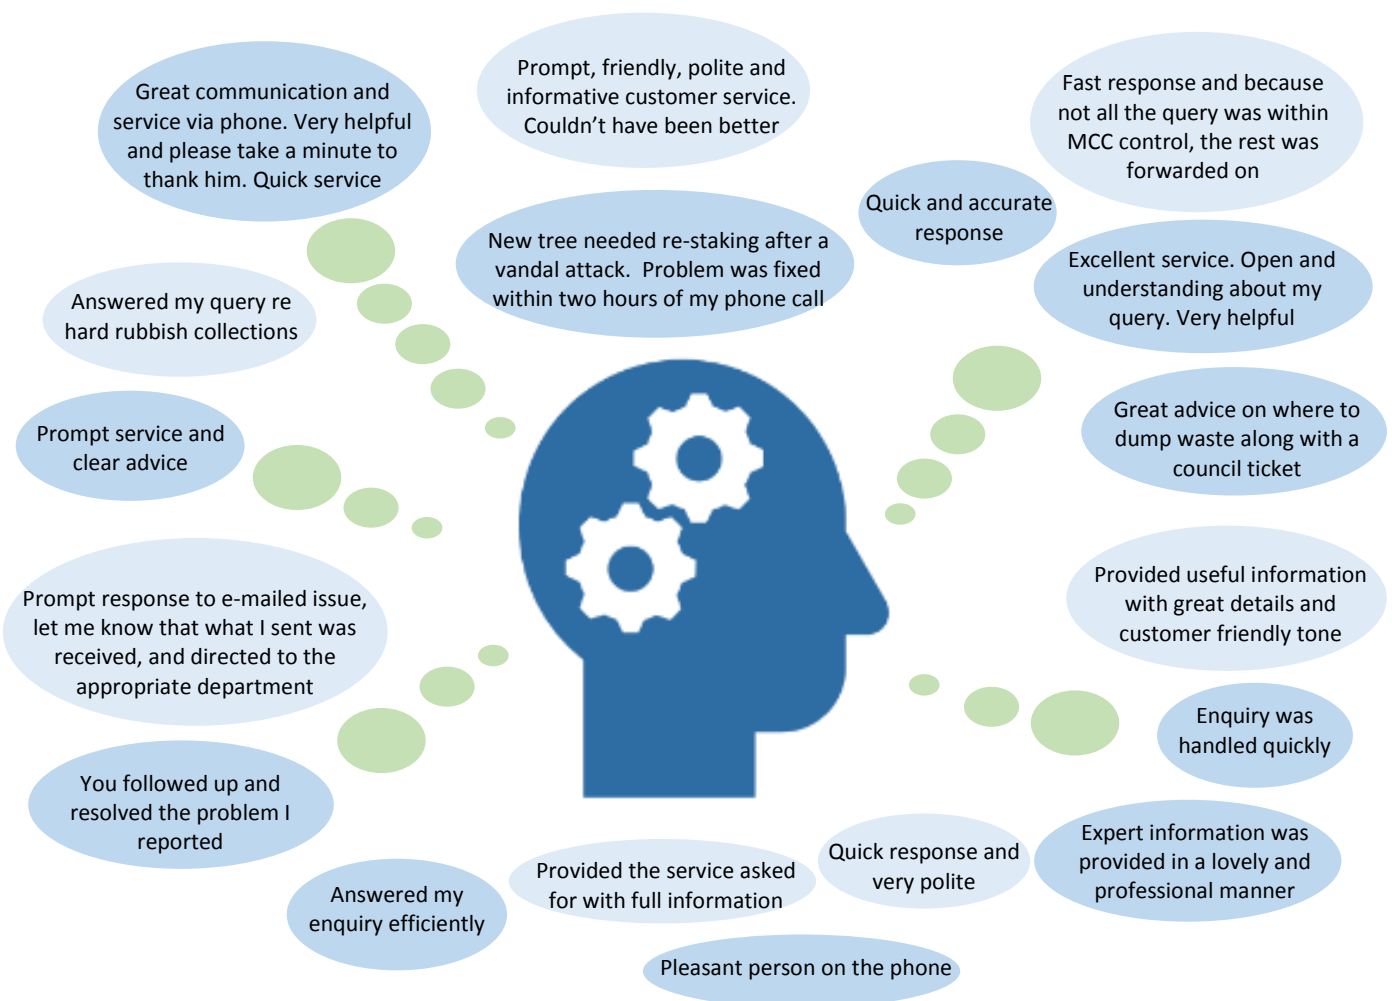 Great communication and
service via phone. Very helpful
and please take a minute to
thank him. Quick service
Prompt, friendly, polite and
informative customer service.
Couldn’t have been better
Fast response and because
not all the query was within
MCC control, the rest was
forwarded on
Quick and accurate
response
New tree needed re-staking after a
vandal attack.  Problem was fixed
within two hours of my phone call
Excellent service. Open and
understanding about my
query. Very helpful
Answered my query re
hard rubbish collections
Great advice on where to
dump waste along with a
council ticket
Prompt service and
clear advice
Provided useful information
with great details and
customer friendly tone
Prompt response to e-mailed issue,
let me know that what I sent was
received, and directed to the
appropriate department
Enquiry was
handled quickly
You followed up and
resolved the problem I
reported
Expert information was
provided in a lovely and
professional manner
Quick response and
very polite
Provided the service asked
for with full information
Answered my
enquiry efficiently
Pleasant person on the phone